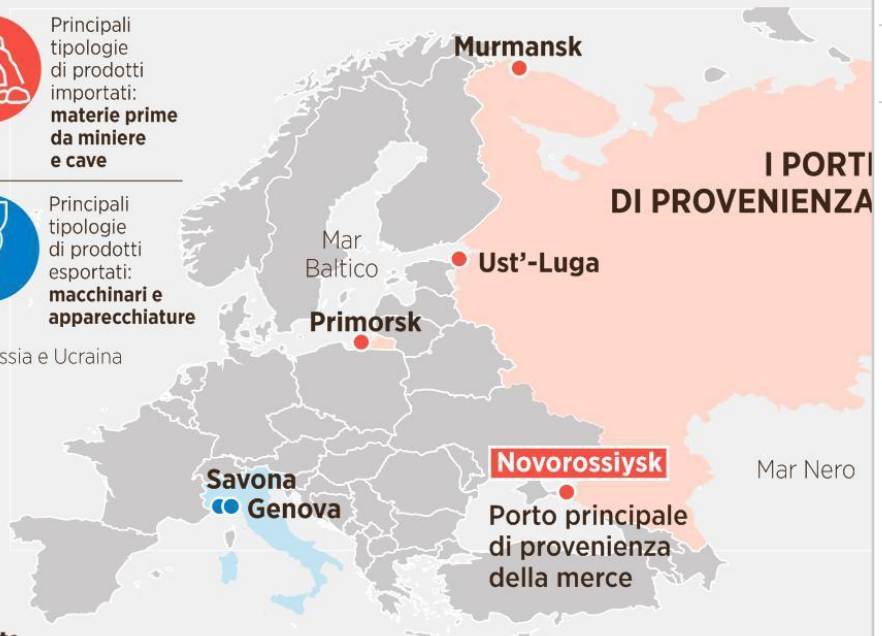 Principali
tipologie
di prodotti
importati:
materie prime
da miniere
e cave
Principali
tipologie
di prodotti
esportati:
macchinari e
apparecchiature
e Ucraina
Murmansk
I PORTI
DI PROVENIENZA
Mar
Baltico
Ust’-Luga
Primorsk
Savona
Genova
Novorossiysk
Porto principale
di provenienza
della merce
Mar Nero